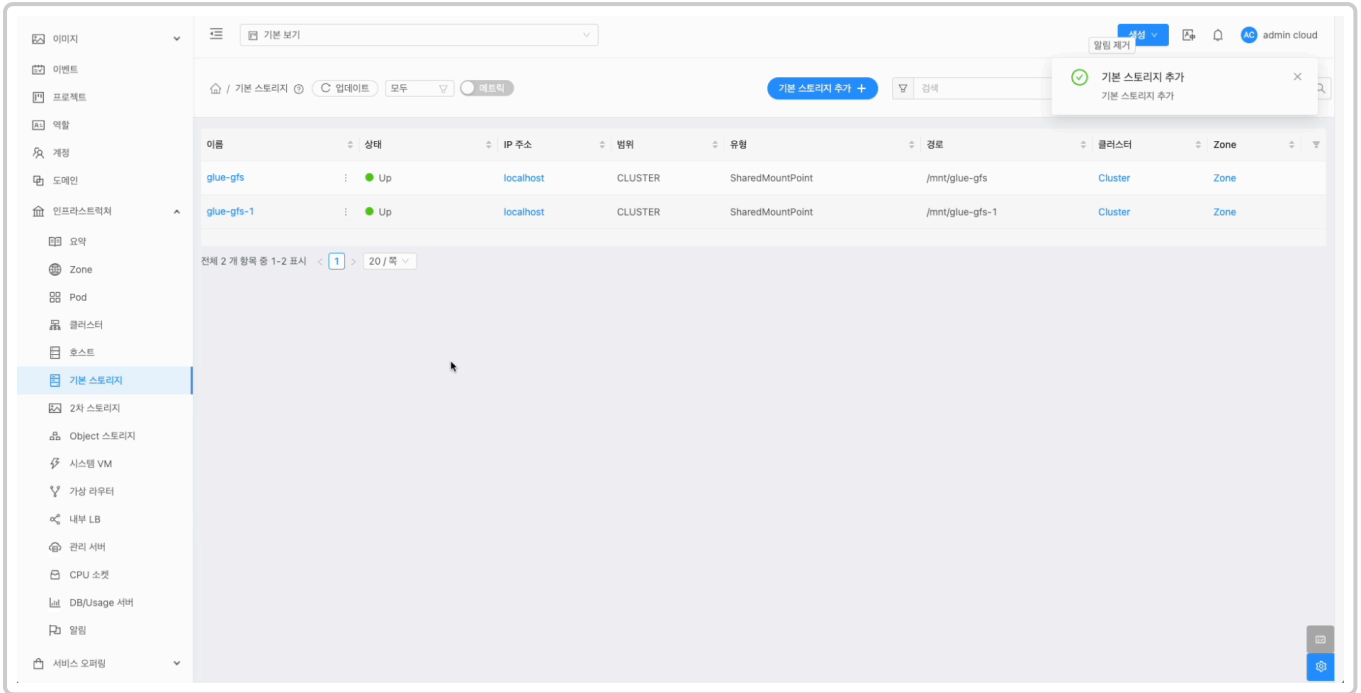 이미지
기본 보기
생성
AC
admin cloud
알림 제거
이벤트
프로젝트
역할
계정
도메인
인프라스트럭쳐
요약
Zone
Pod
클러스터
호스트
기본 스토리지
2차 스토리지
Object 스토리지
시스템 VM
가상 라우터
내부 LB
관리 서버
CPU 소켓
DB/Usage 서버
알림
서비스 오퍼링
/ 기본 스토리지 업데이트 모두 메트릭
기본 스토리지 추가 +
검색
기본 스토리지 추가
기본 스토리지 추가
이름 상태 IP 주소 범위 유형 경로 클러스터 Zone
glue-gfs Up localhost CLUSTER SharedMountPoint /mnt/glue-gfs Cluster Zone
glue-gfs-1 Up localhost CLUSTER SharedMountPoint /mnt/glue-gfs-1 Cluster Zone
전체 2 개 항목 중 1-2 표시 < 1 > 20 / 쪽